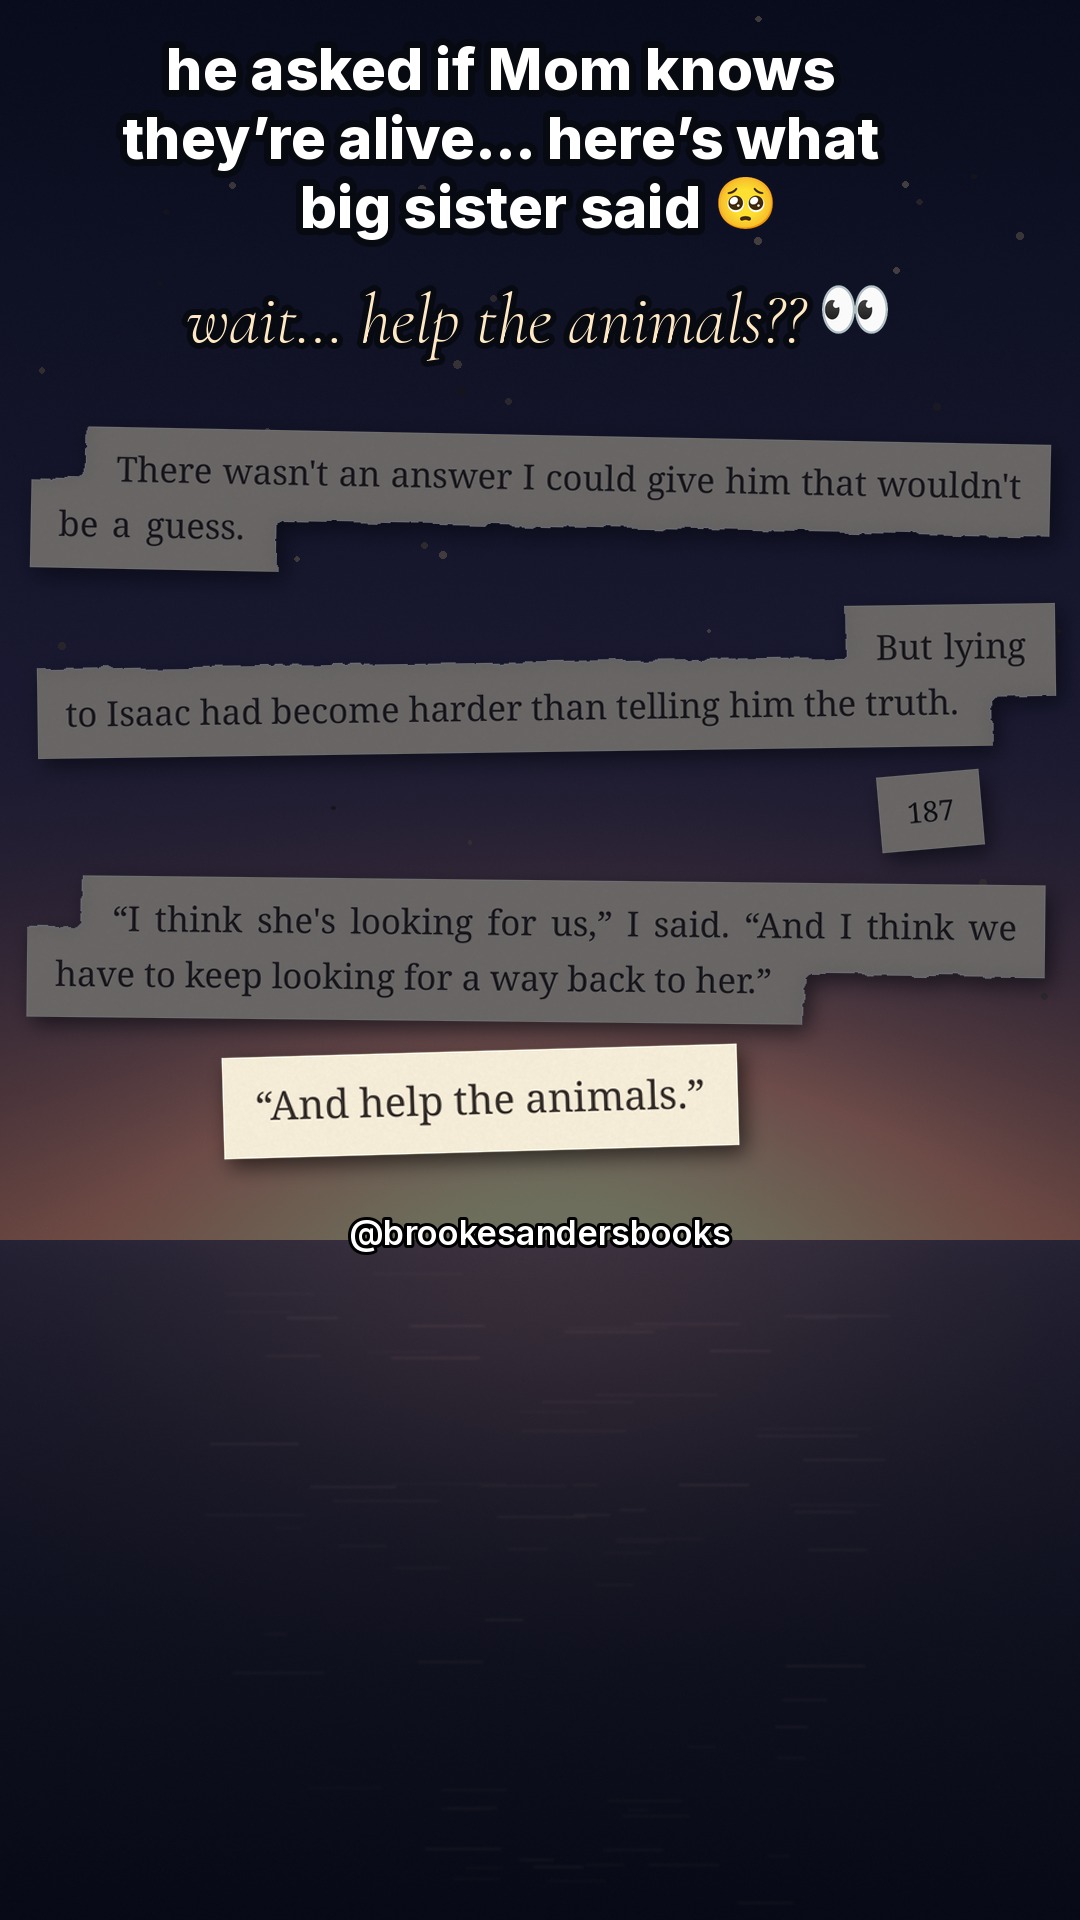 he asked if Mom knows
they’re alive... here’s what
big sister said 🥺
wait... help the animals?? 👀
There wasn't an answer I could give him that wouldn't
be a guess.
But lying
to Isaac had become harder than telling him the truth.
187
“I think she's looking for us,” I said. “And I think we
have to keep looking for a way back to her.”
“And help the animals.”
@brookesandersbooks